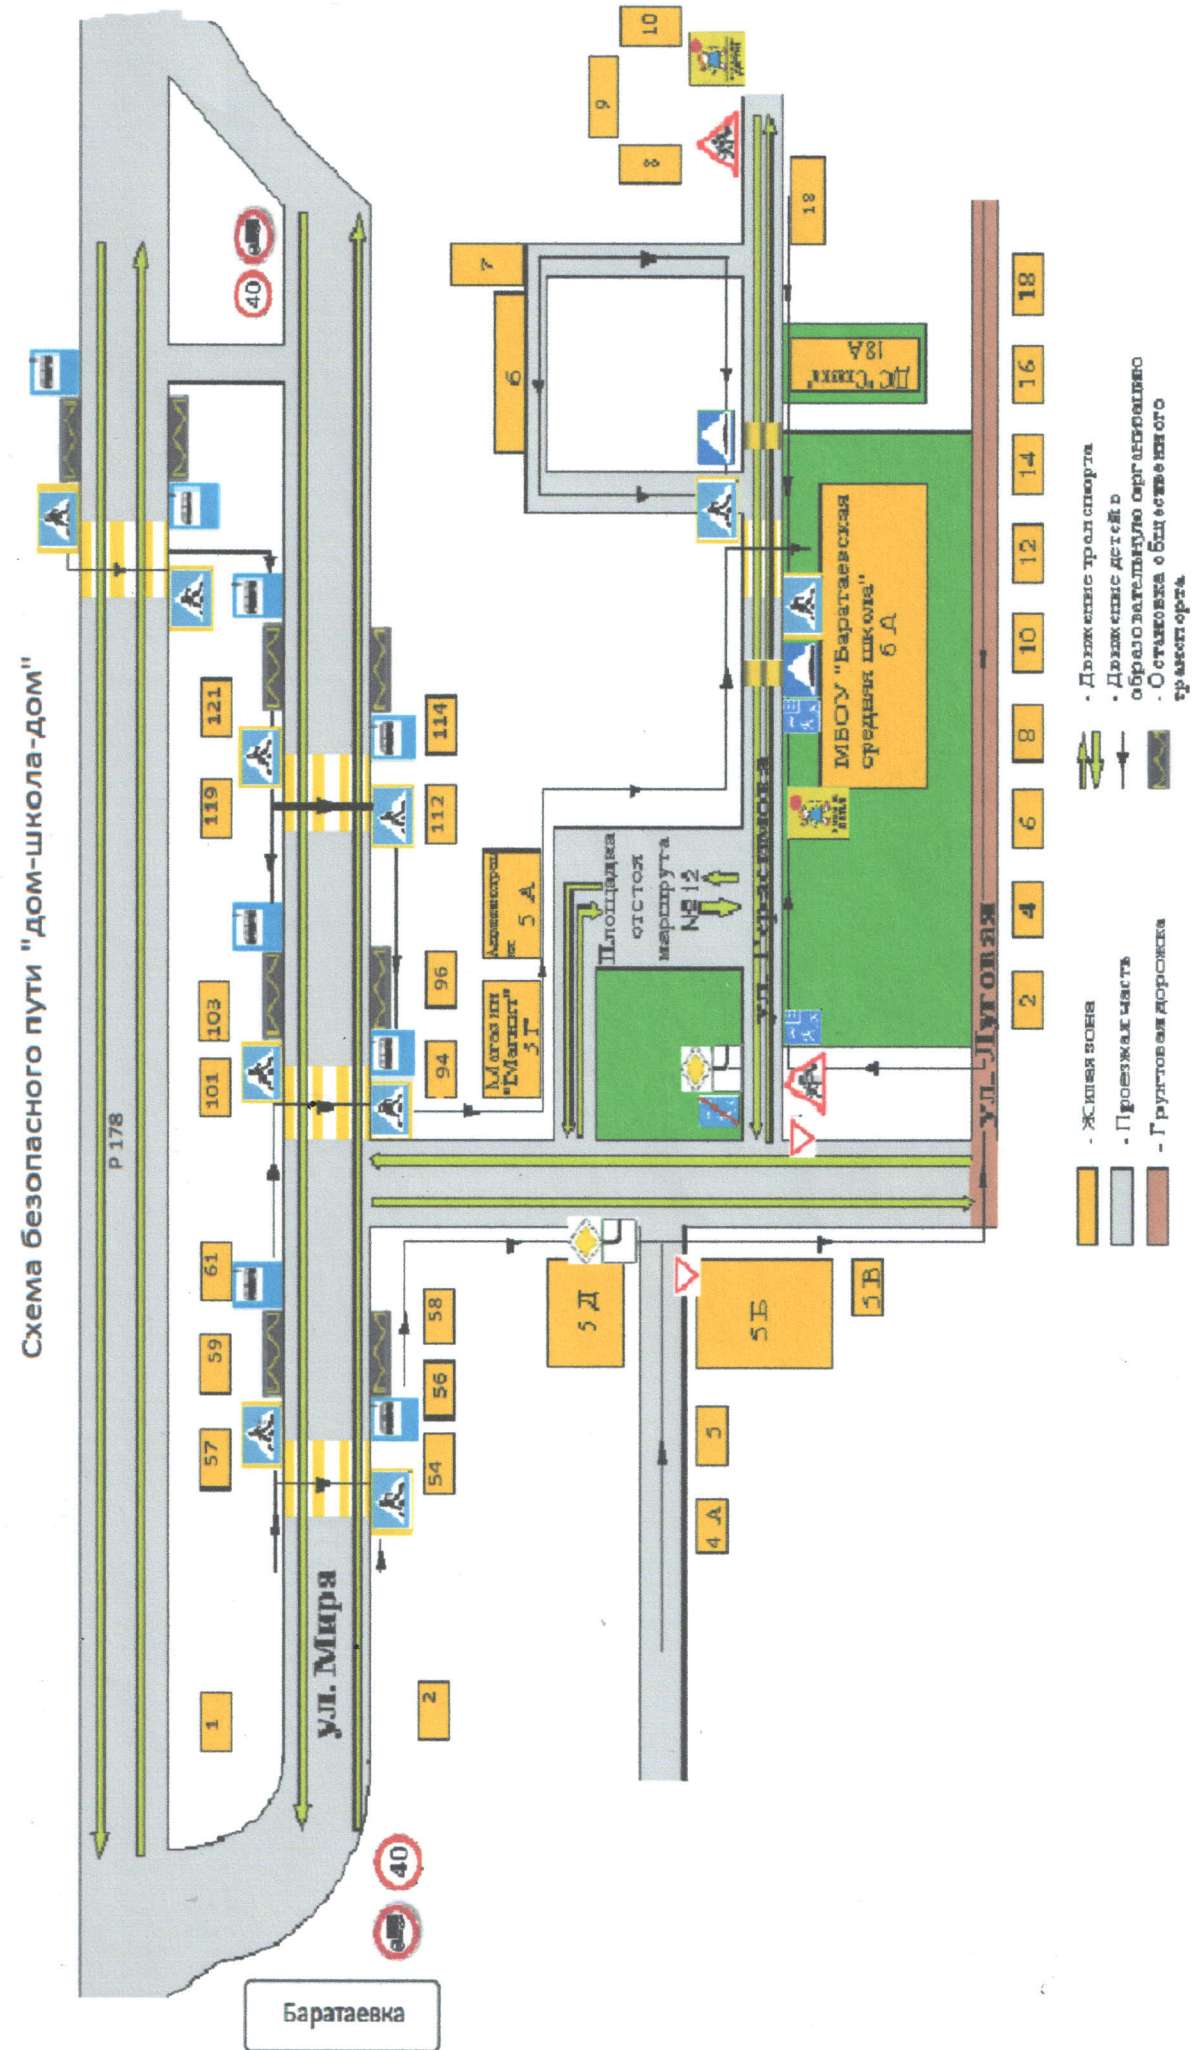 Схема безопасного пути "дом-школа-дом"
Р 178
40
121
119
103
101
61
59
57
1
ул. Мира
114
112
96
94
58
56
54
2
40
Баратаевка
7
6
9
10
8
18
5 А
Магазин
"Магнит"
5 Г
Площадка
отстоя
маршрута
№ 12
ул. Герасимова
ДС "Сказка"
18А
МБОУ "Баратаевская
средняя школа"
6 А
5 Д
5 Б
5 В
5
4 А
ул. Луговая
2
4
6
8
10
12
14
16
18
- Жилая зона
- Проезжая часть
- Грунтовая дорожка
- Движение транспорта
- Движение детей в
образовательную организацию
- Остановка общественного
транспорта